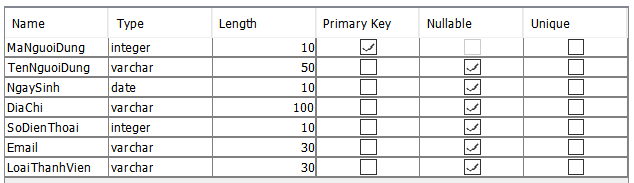 Name Type Length Primary Key Nullable Unique
MaNguoiDung integer 10
TenNguoiDung varchar 50
NgaySinh date 10
DiaChi varchar 100
SoDienThoai integer 10
Email varchar 30
LoaiThanhVien varchar 30